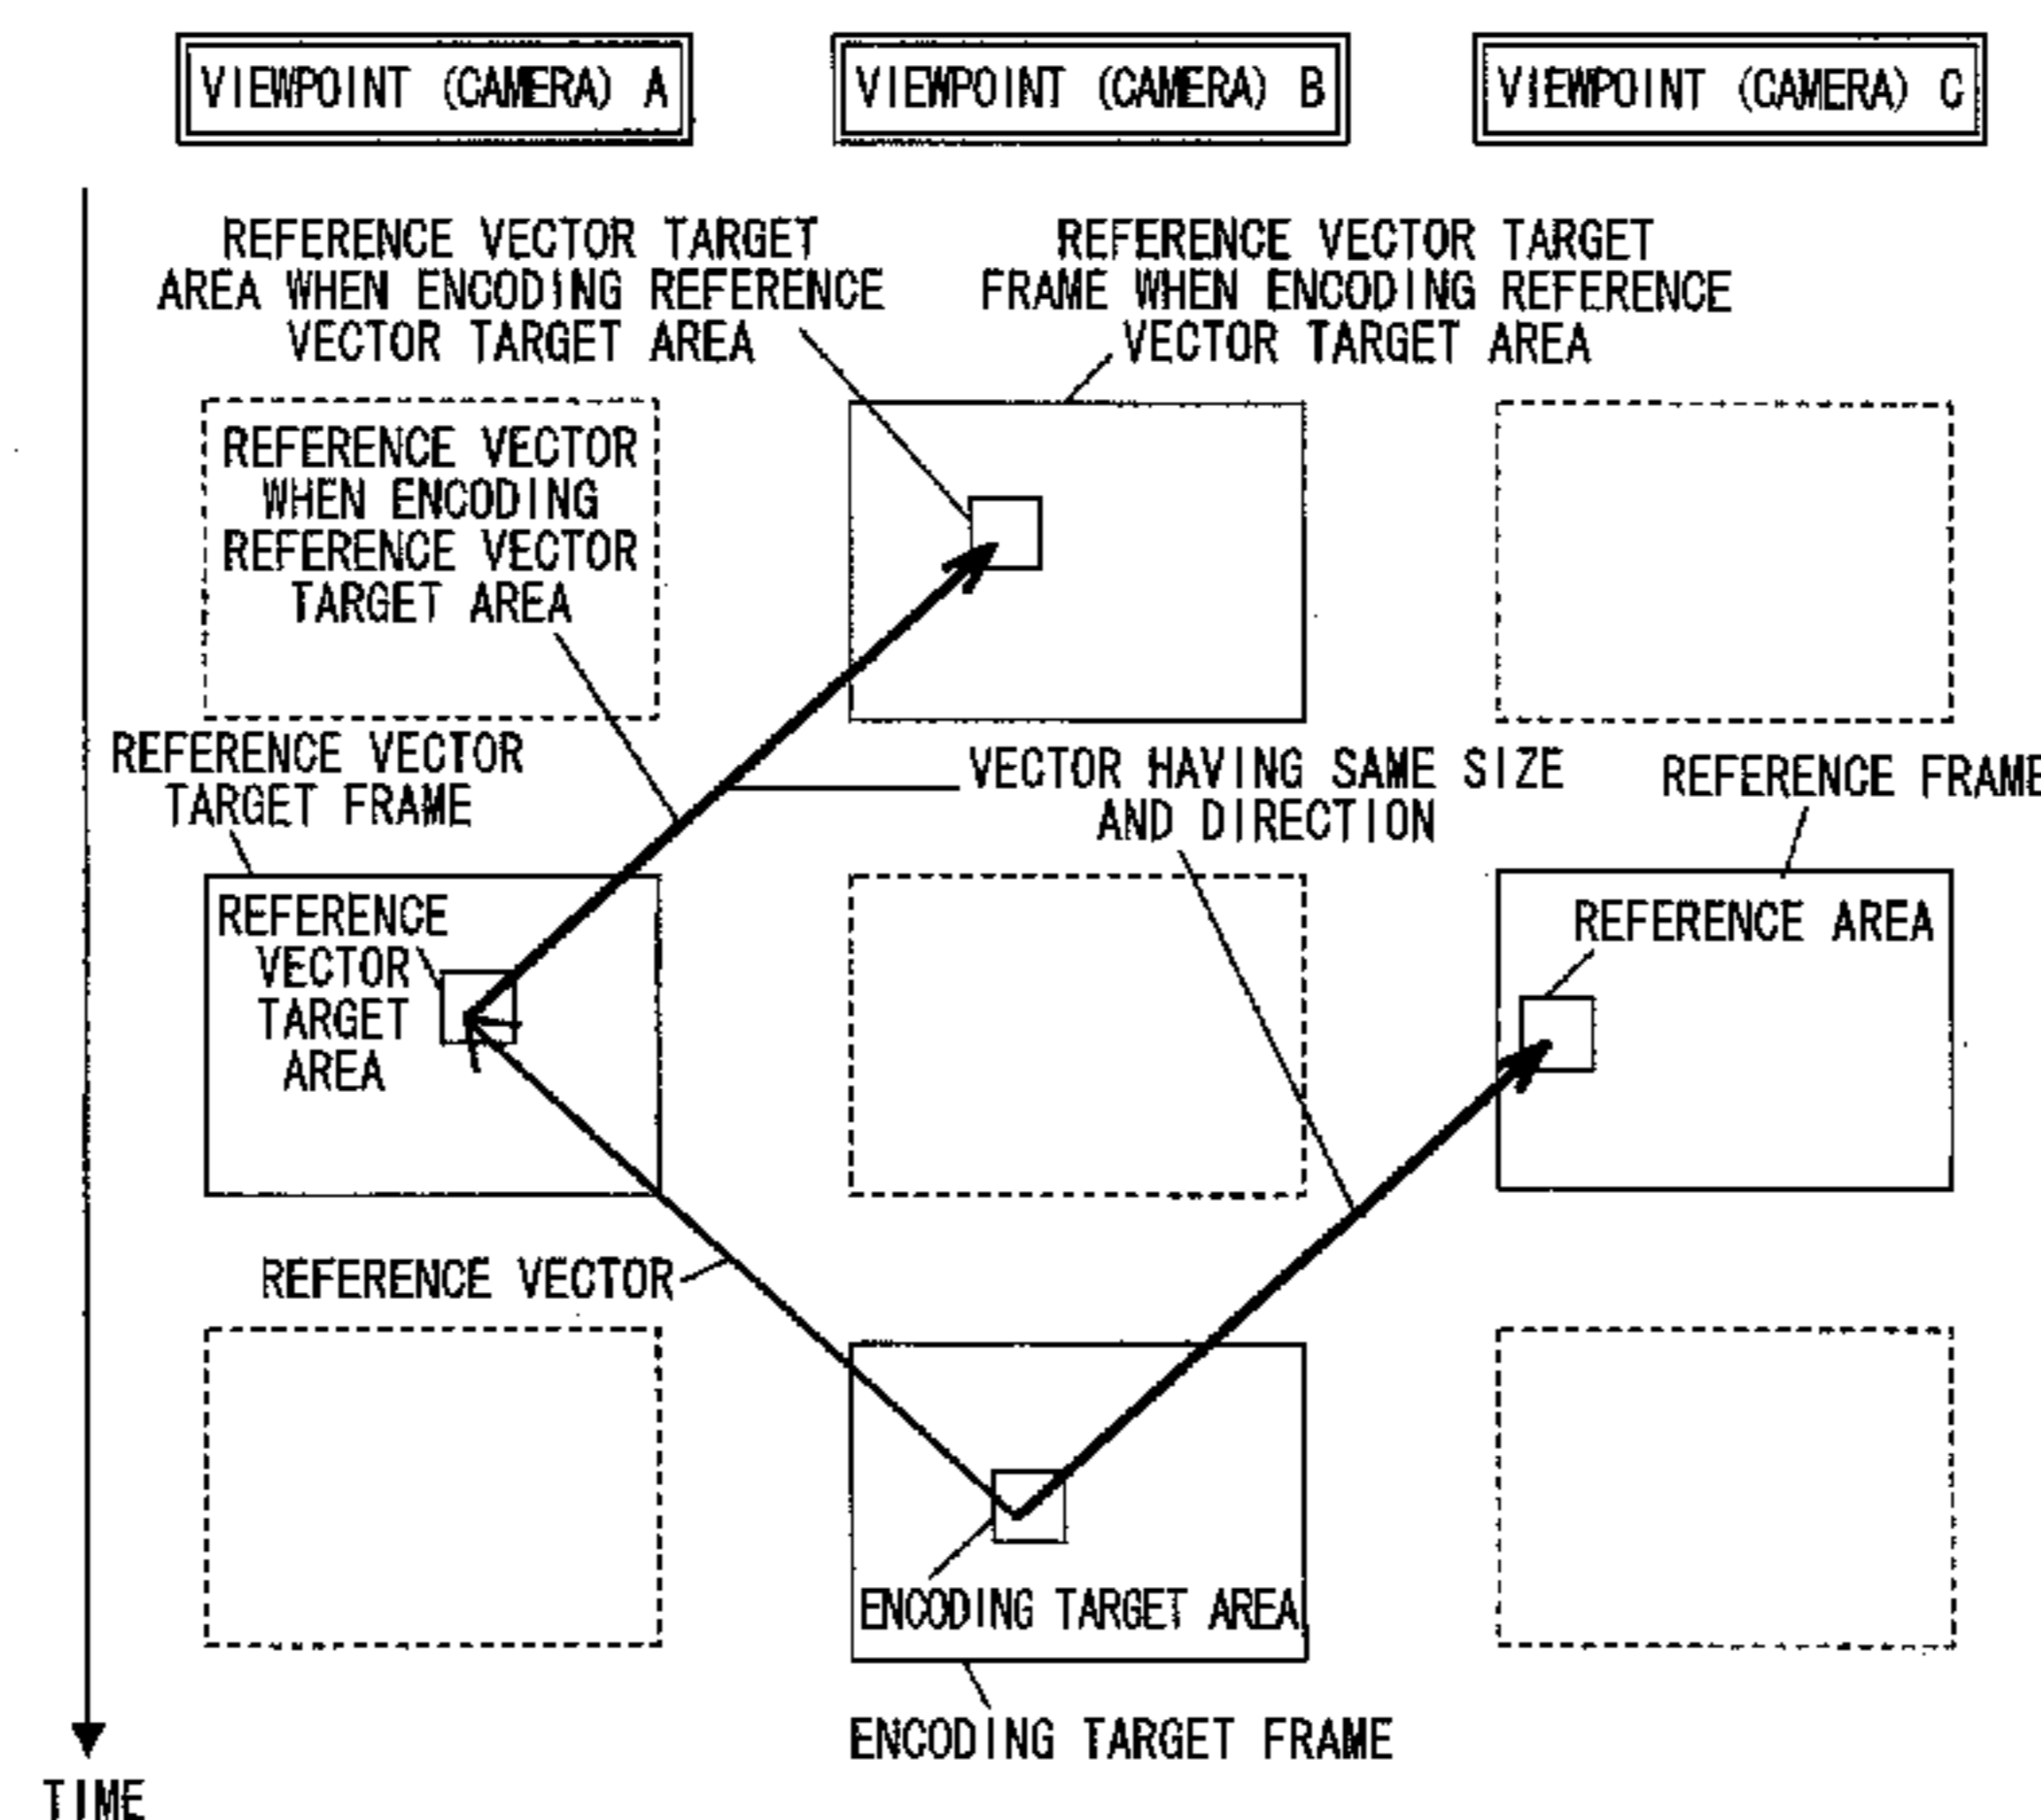 VIEWPOINT (CAMERA) A
VIEWPOINT (CAMERA) B
VIEWPOINT (CAMERA) C
REFERENCE VECTOR TARGET
AREA WHEN ENCODING REFERENCE
VECTOR TARGET AREA
REFERENCE VECTOR TARGET
FRAME WHEN ENCODING REFERENCE
VECTOR TARGET AREA
REFERENCE VECTOR
WHEN ENCODING
REFERENCE VECTOR
TARGET AREA
REFERENCE VECTOR
TARGET FRAME
VECTOR HAVING SAME SIZE
AND DIRECTION
REFERENCE FRAME
REFERENCE
VECTOR
TARGET
AREA
REFERENCE AREA
REFERENCE VECTOR
ENCODING TARGET AREA
ENCODING TARGET FRAME
TIME